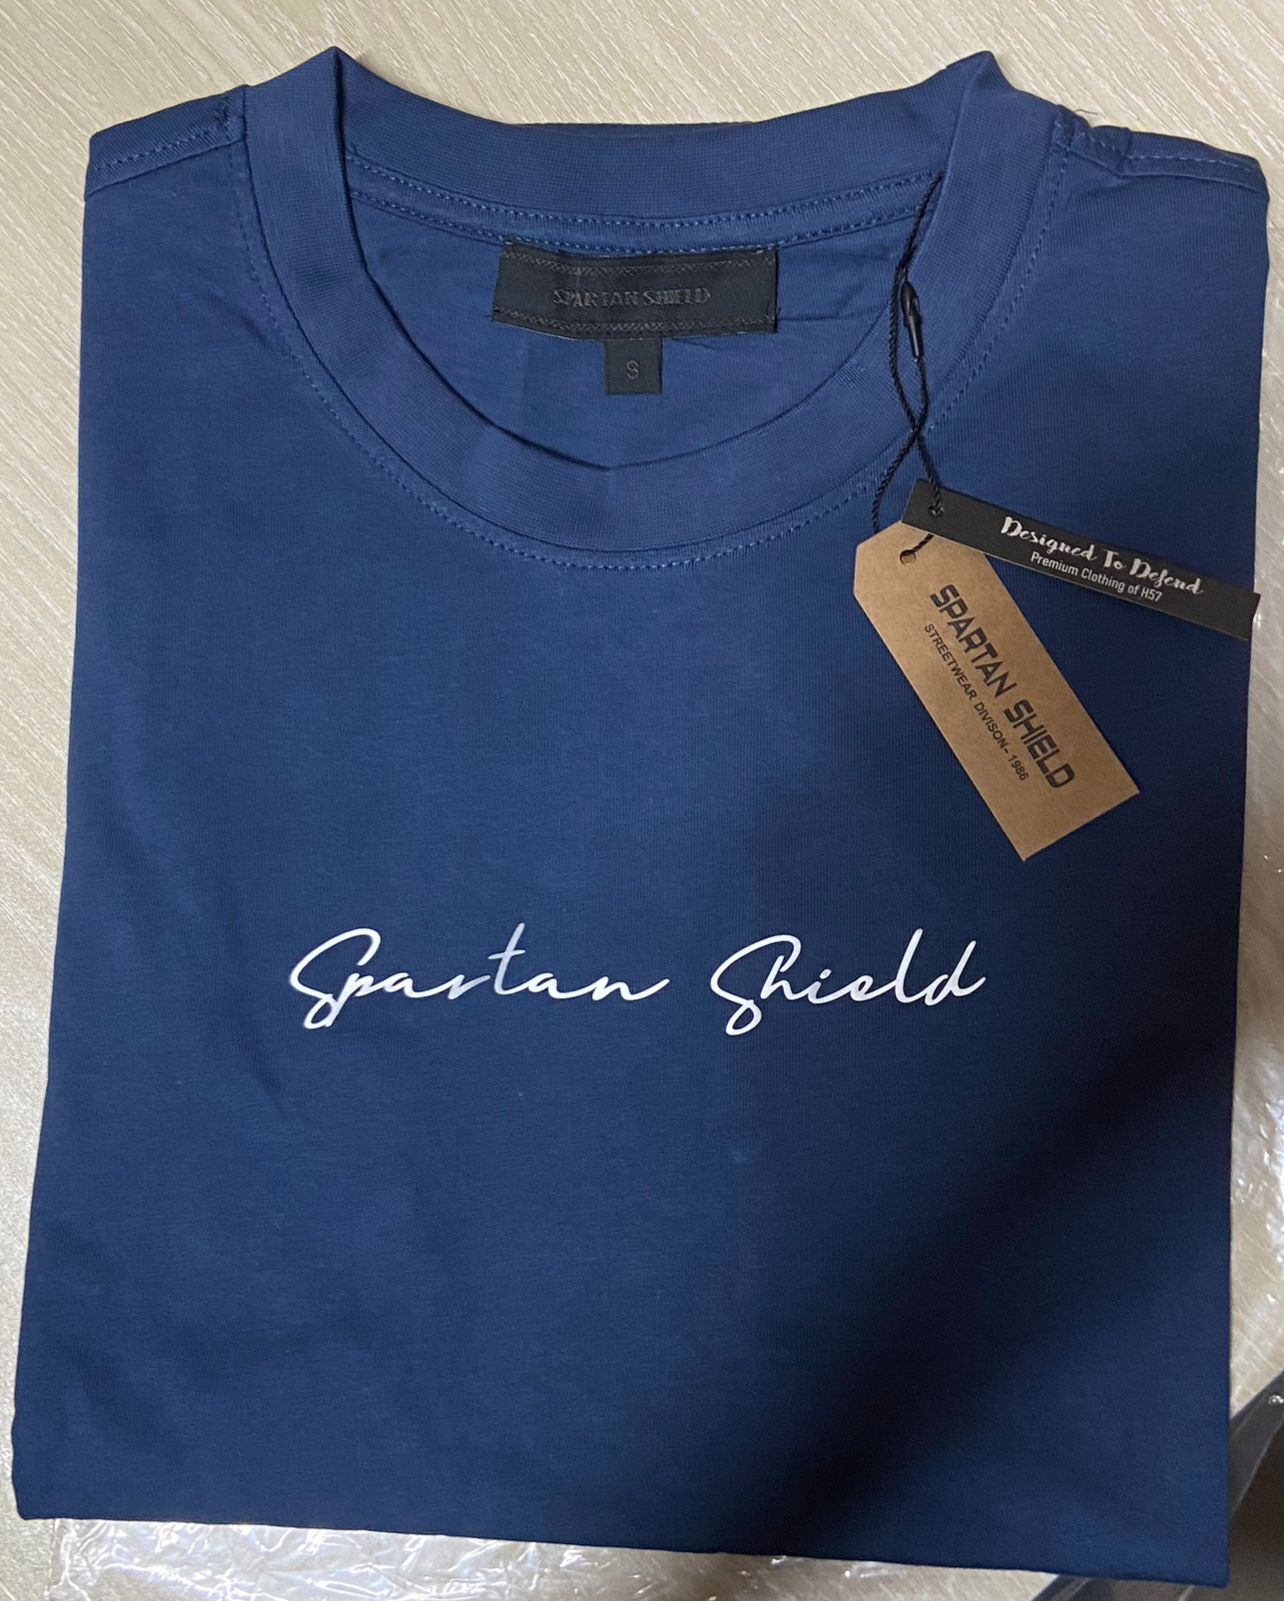 SPARTAN SHIELD
S
Designed To Defend
Premium Clothing of H57
SPARTAN SHIELD
STREETWEAR DIVISON-1986
Spartan Shield